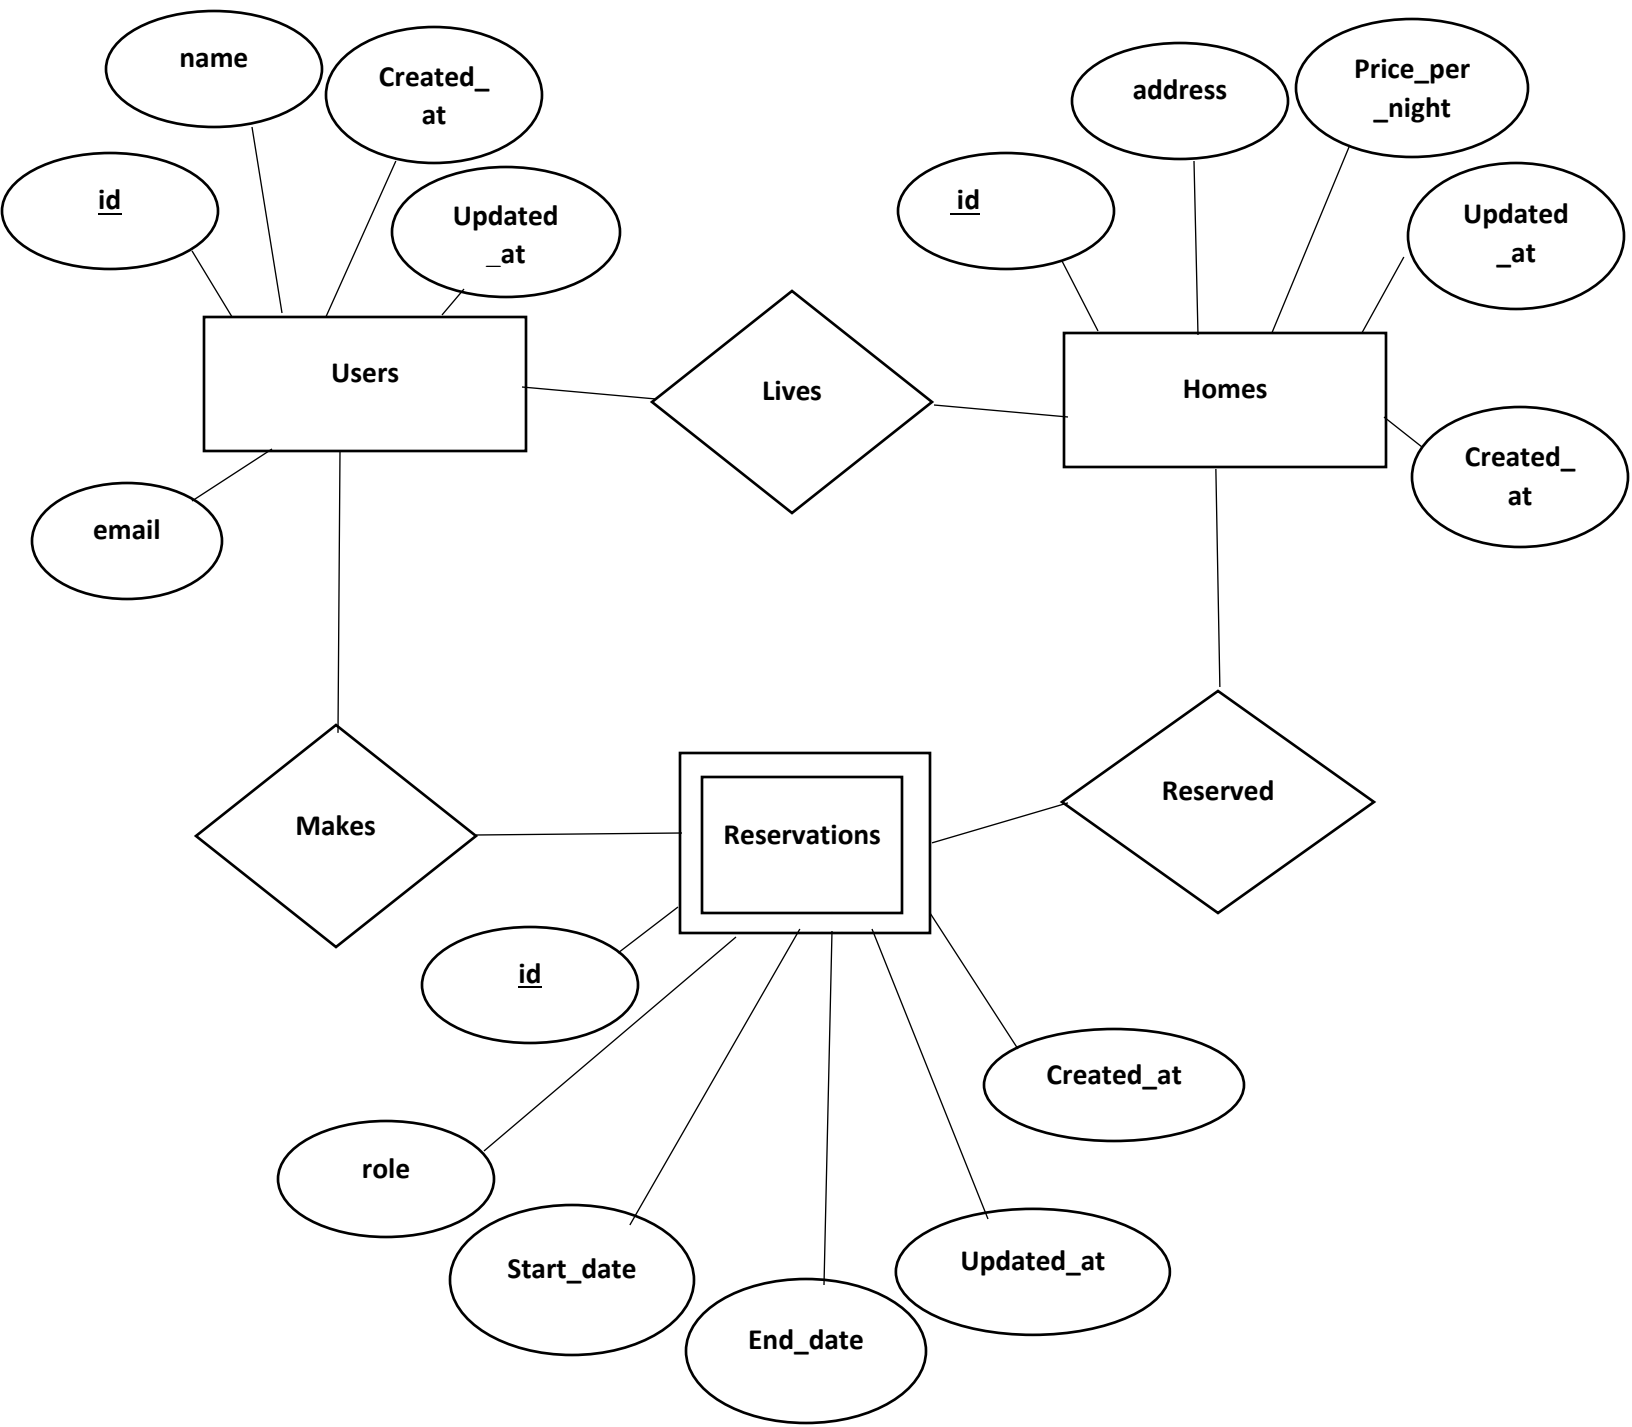 name
Created_
at
id
Updated
_at
Users
email
Lives
address
Price_per
_night
id
Updated
_at
Homes
Created_
at
Makes
Reservations
Reserved
id
role
Start_date
End_date
Updated_at
Created_at